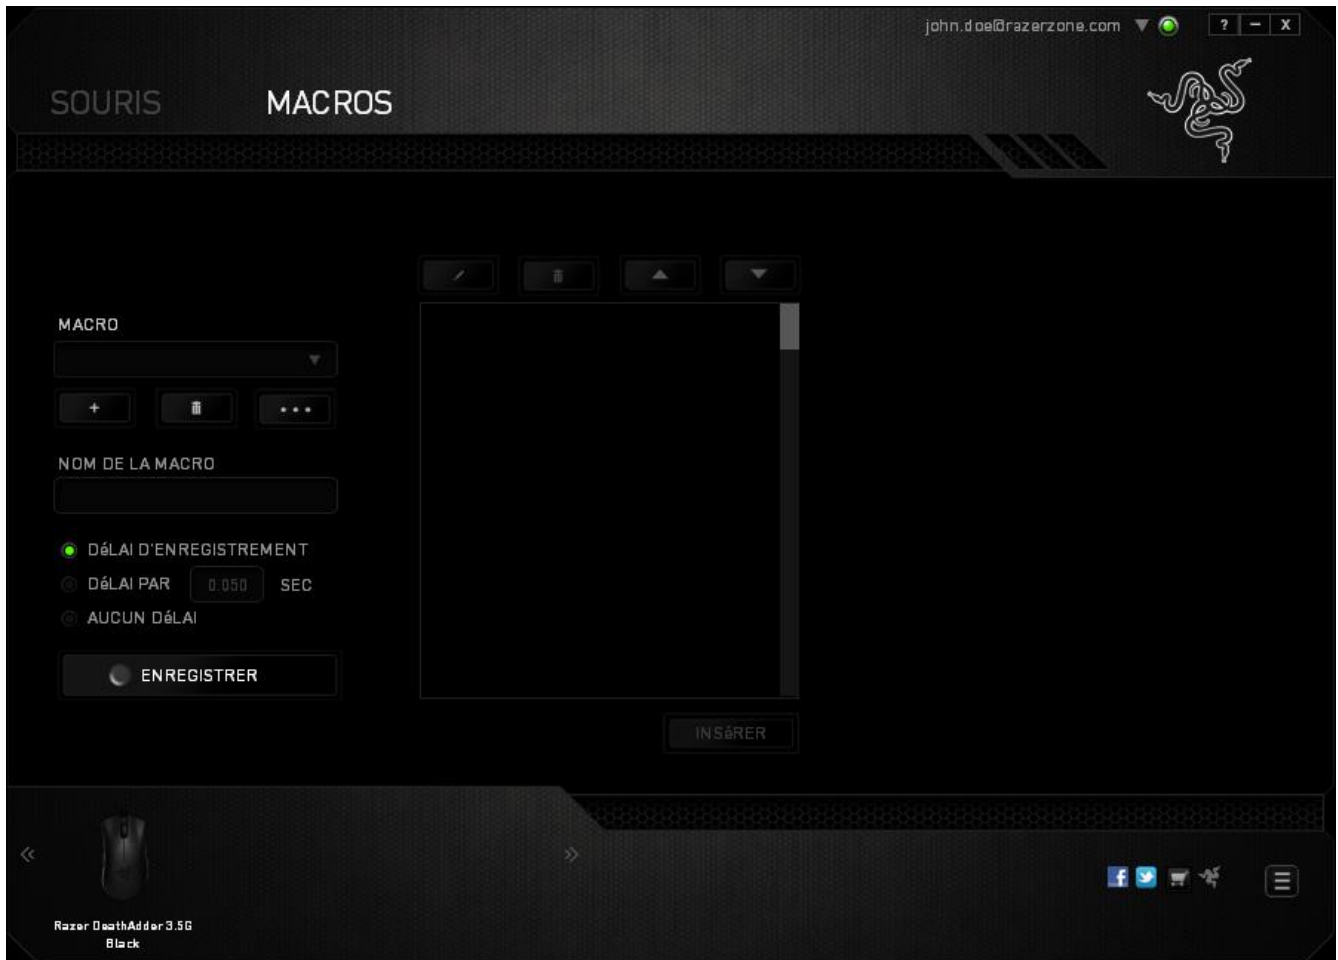 john.doe@razerzone.com
? – X
SOURIS MACROS
MACRO
+
NOM DE LA MACRO
DéLAI D'ENREGISTREMENT
DéLAI PAR 0.050 SEC
AUCUN DéLAI
ENREGISTRER
INSéRER
Razer DeathAdder 3.5G
Black